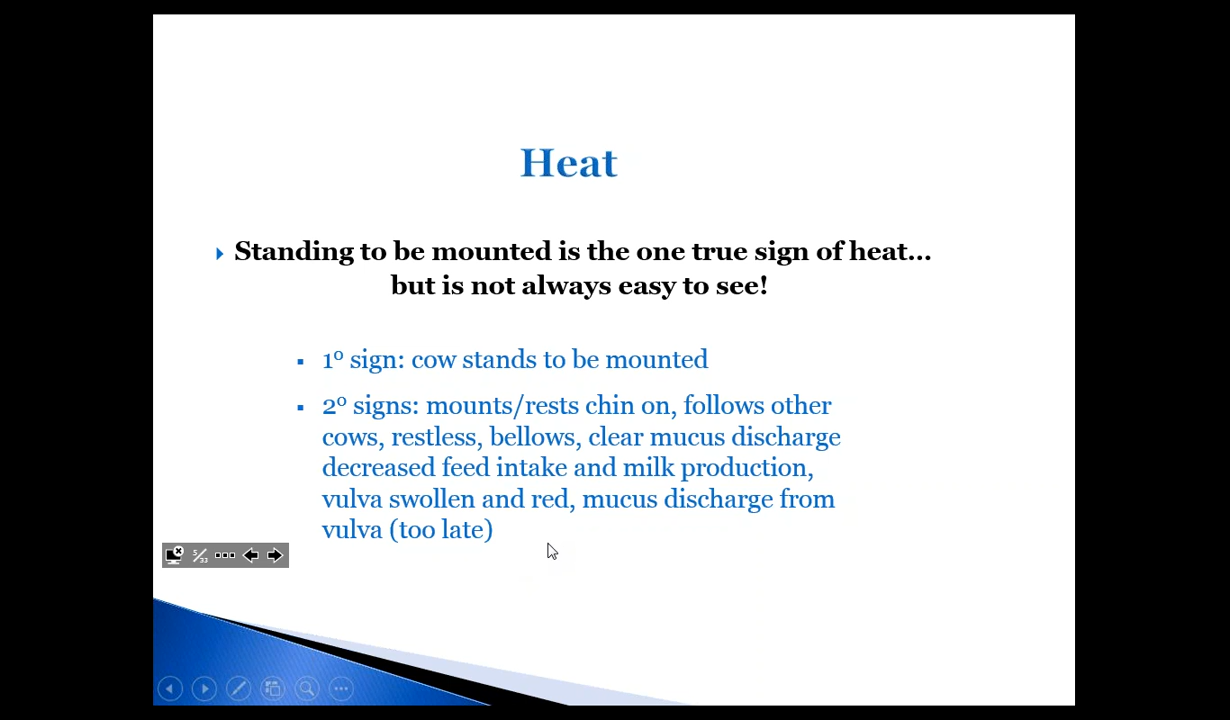 Heat
Standing to be mounted is the one true sign of heat...
but is not always easy to see!
1º sign: cow stands to be mounted
2º signs: mounts/rests chin on, follows other
cows, restless, bellows, clear mucus discharge
decreased feed intake and milk production,
vulva swollen and red, mucus discharge from
vulva (too late)
5/33